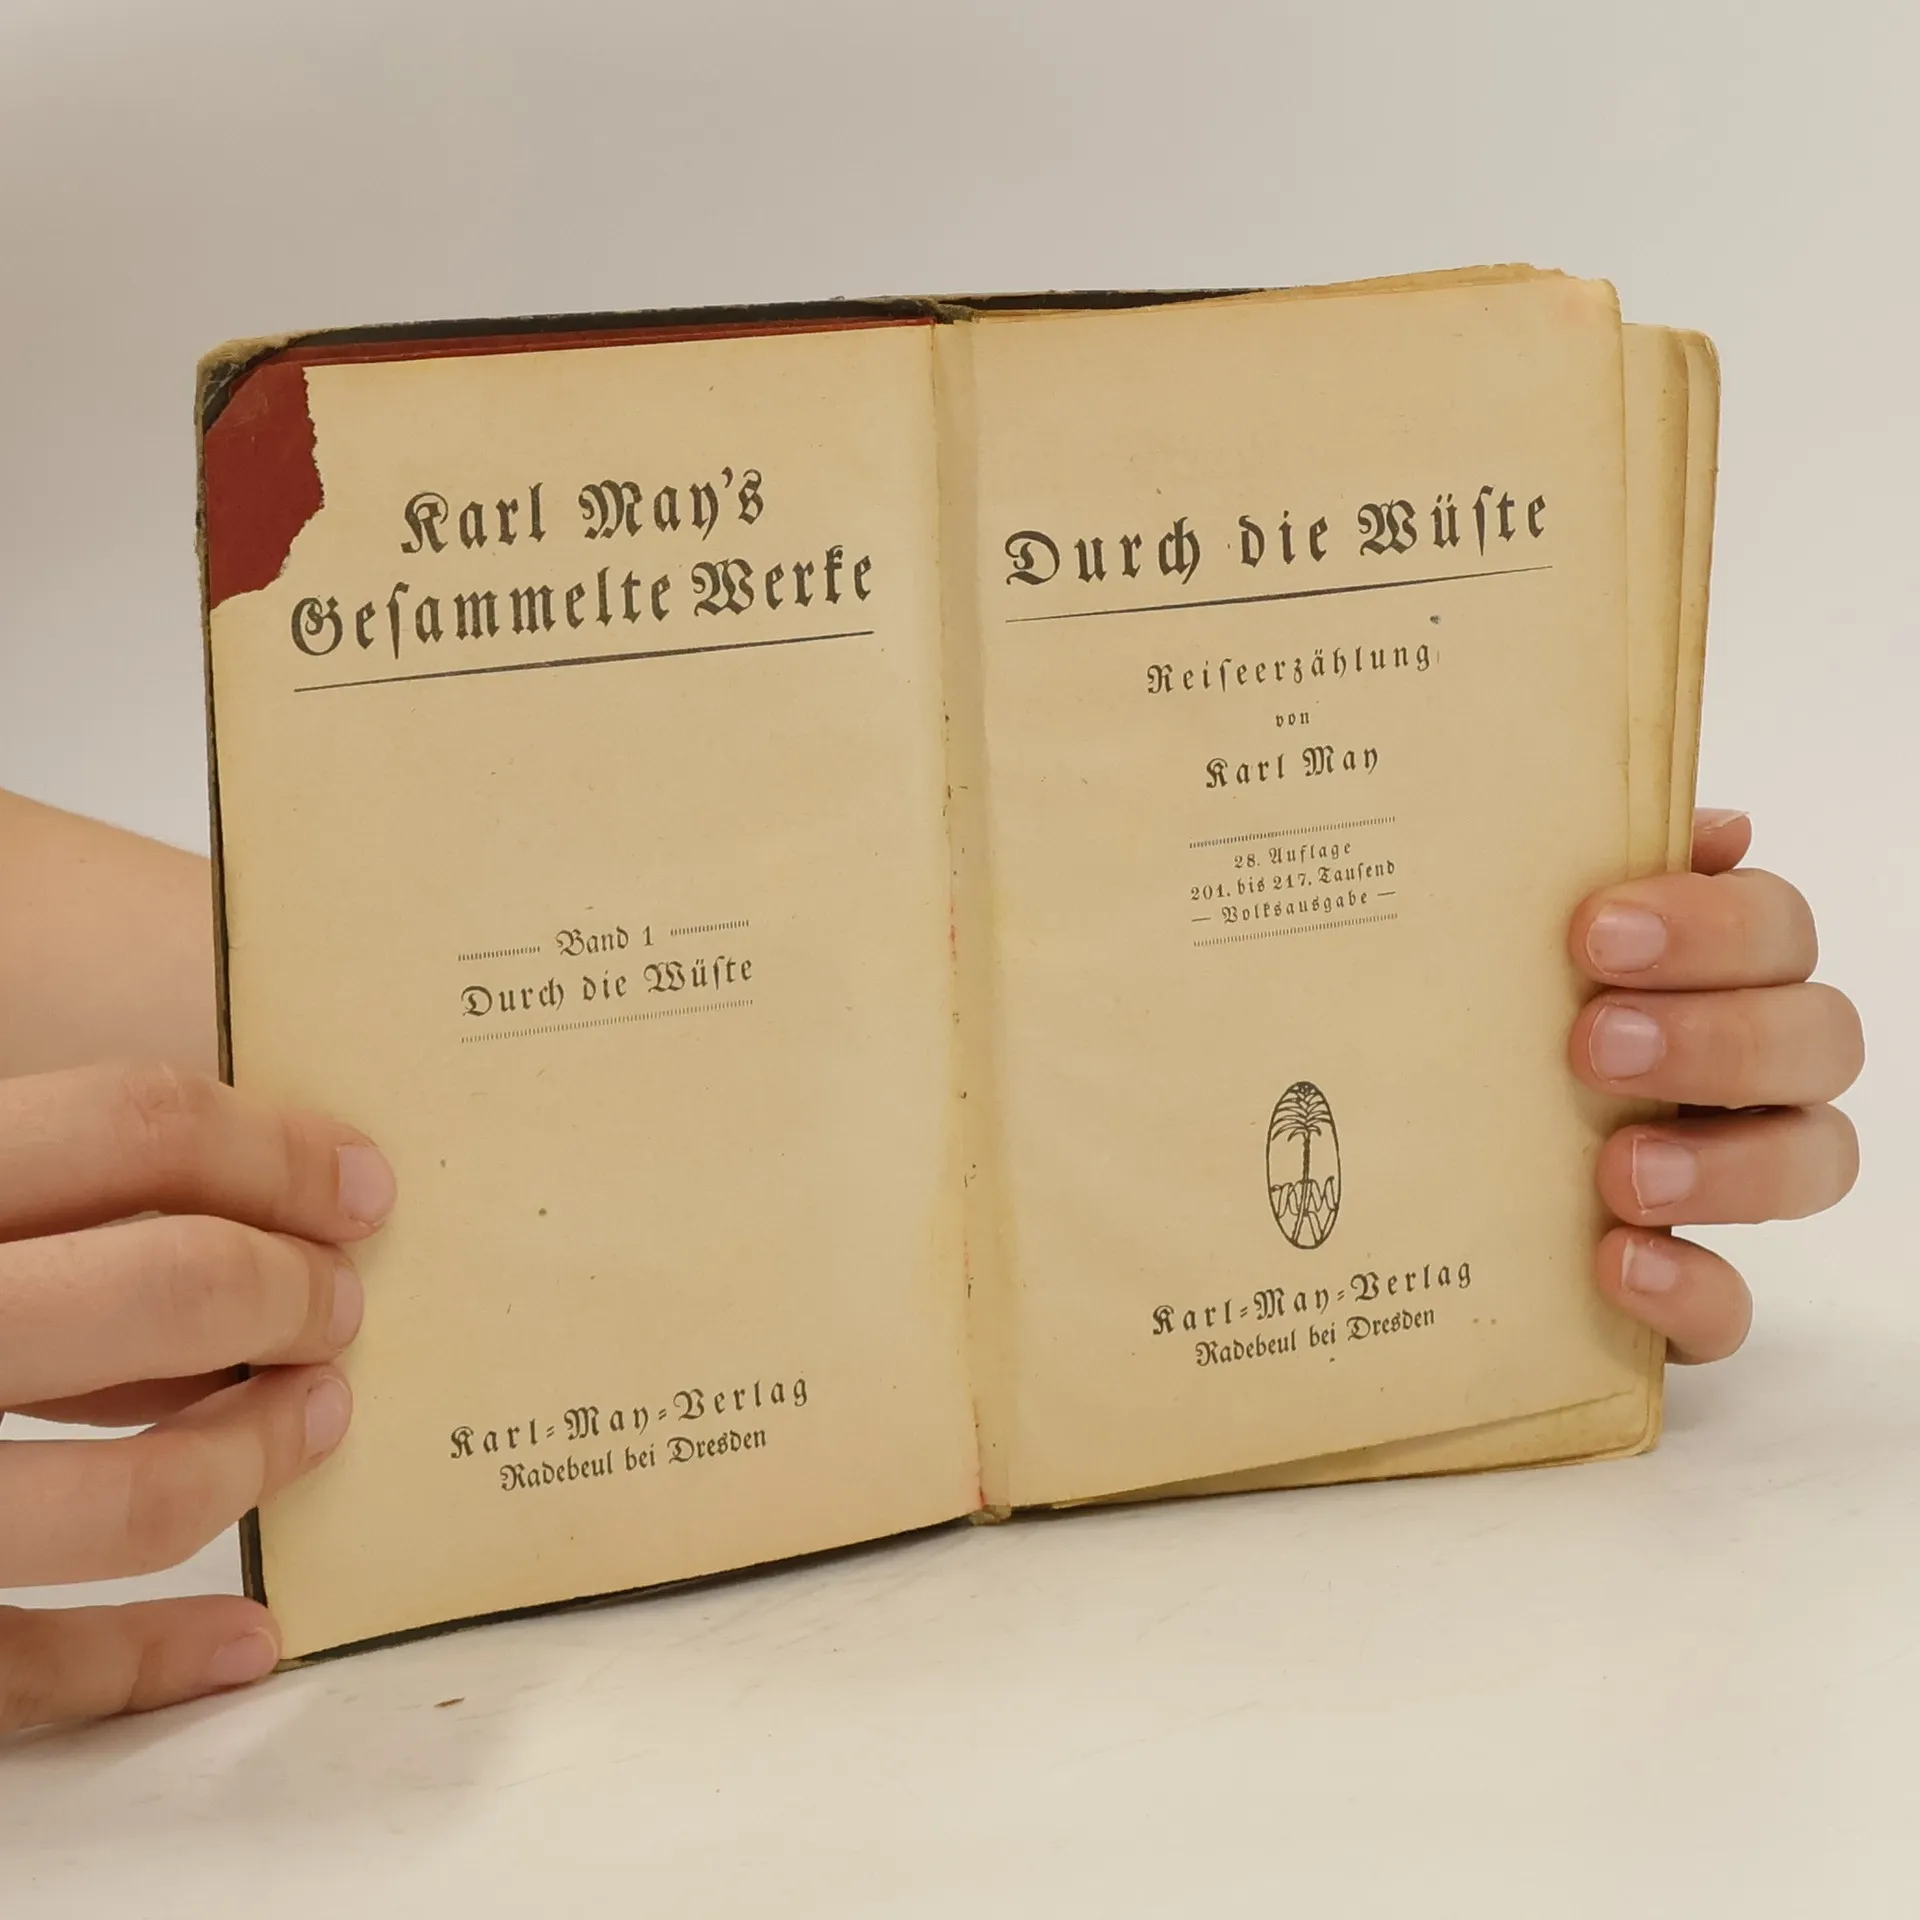 Karl May's
Geſammelte Werke
Band 1
Durch die Wüſte
Karl-May-Verlag
Radebeul bei Dresden
Durch die Wüſte
Reiſeerzählung
von
Karl May
28. Auflage
201. bis 217. Tauſend
— Volksausgabe —
KMV
Karl-May-Verlag
Radebeul bei Dresden